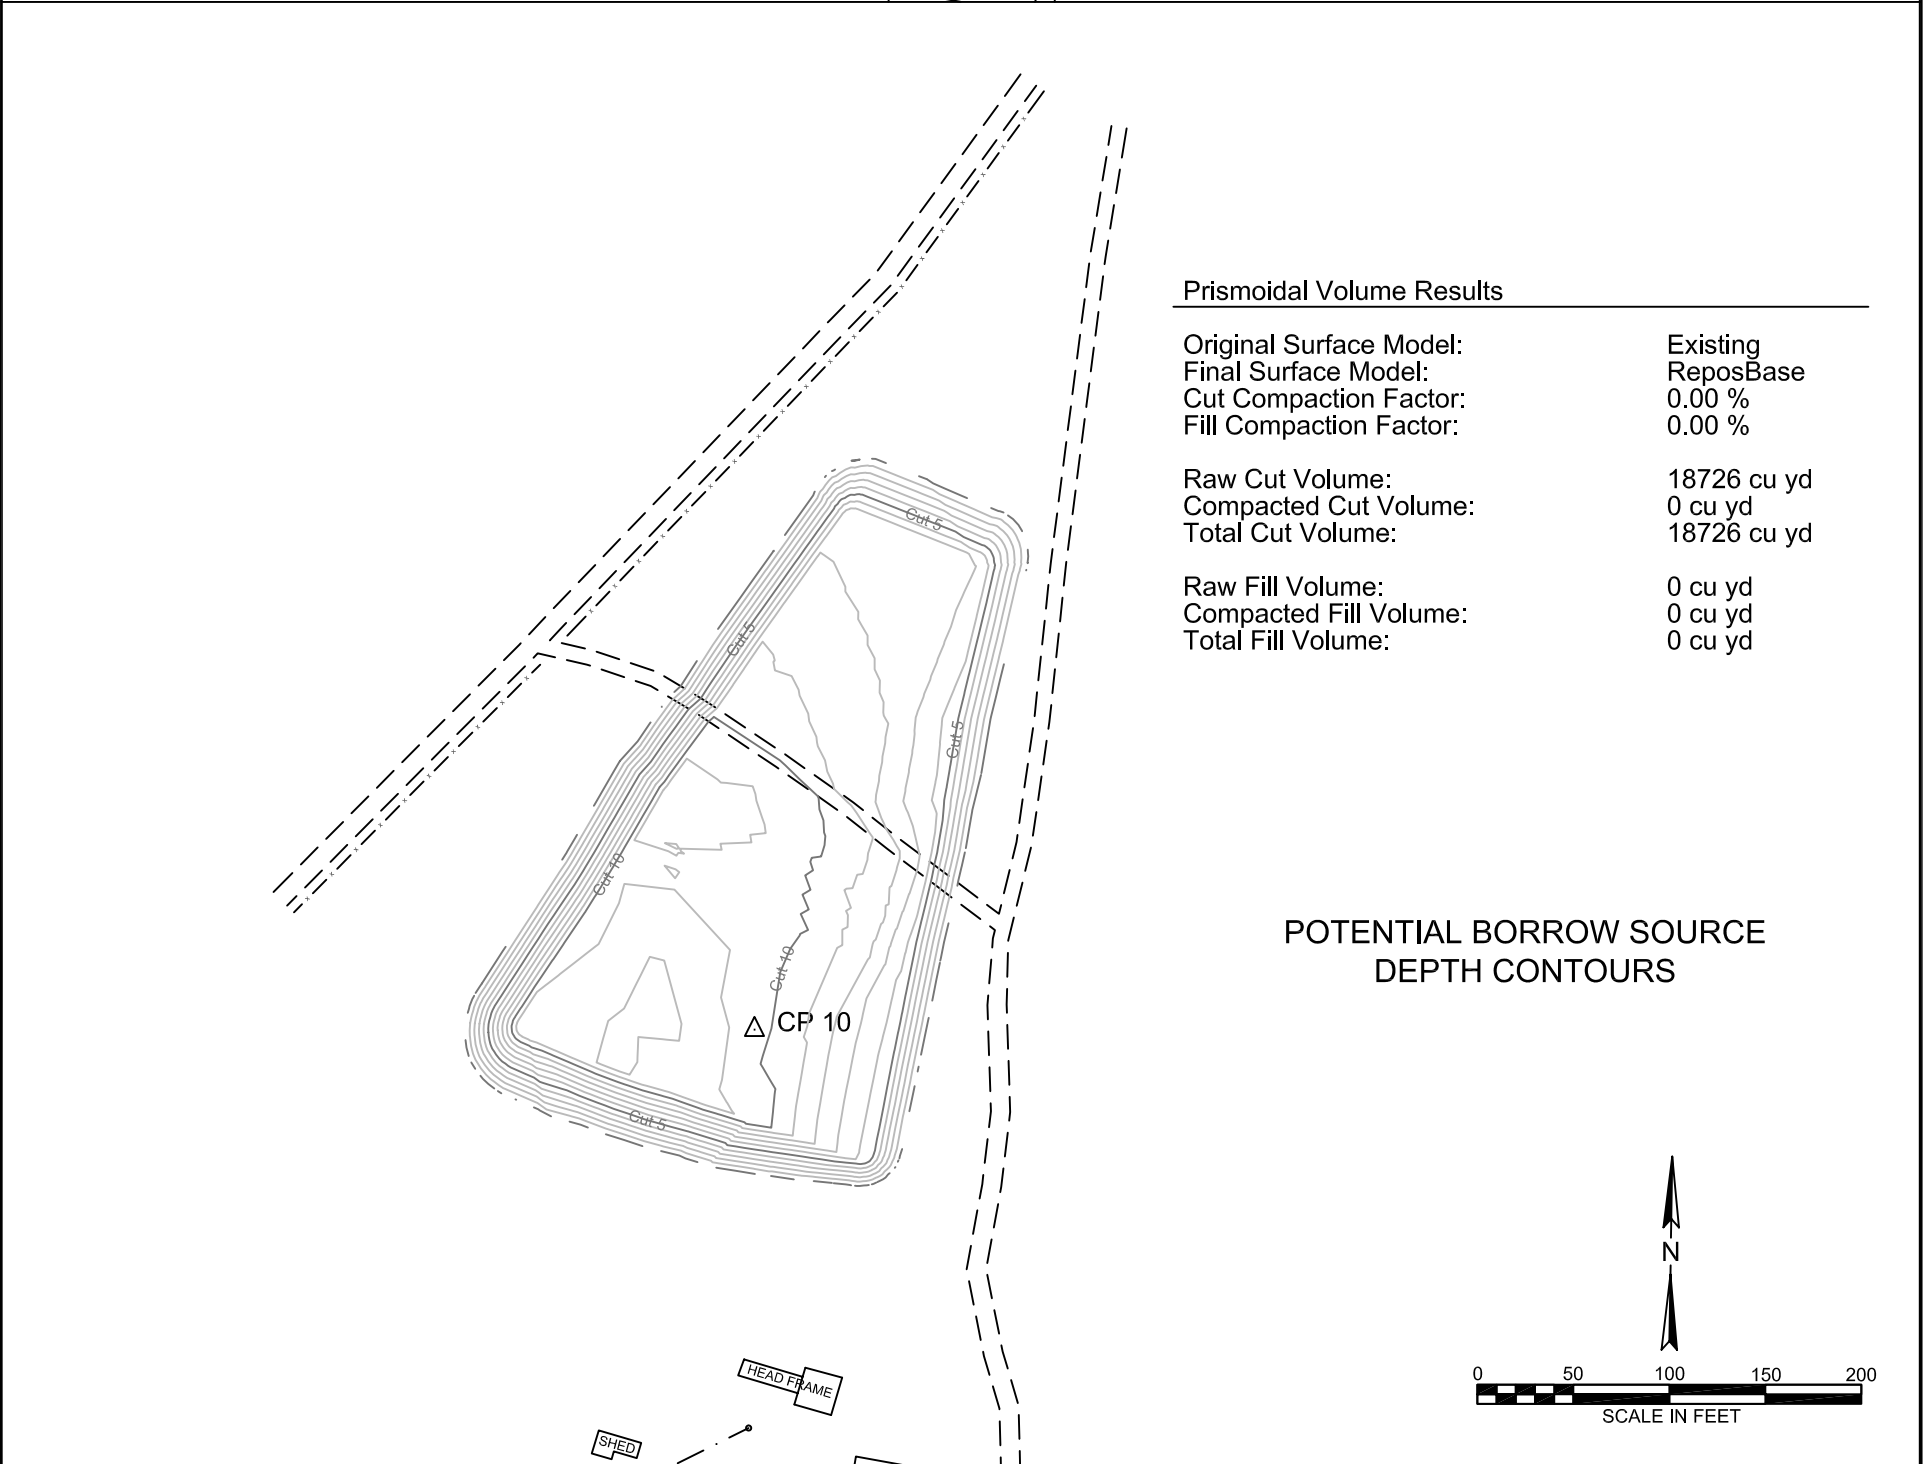 Prismoidal Volume Results
Original Surface Model: Existing
Final Surface Model: ReposBase
Cut Compaction Factor: 0.00 %
Fill Compaction Factor: 0.00 %
Raw Cut Volume: 18726 cu yd
Compacted Cut Volume: 0 cu yd
Total Cut Volume: 18726 cu yd
Raw Fill Volume: 0 cu yd
Compacted Fill Volume: 0 cu yd
Total Fill Volume: 0 cu yd
Cut 5
Cut 5
Cut 5
Cut 10
Cut 10
CP 10
Cut 5
POTENTIAL BORROW SOURCE
DEPTH CONTOURS
N
0 50 100 150 200
SCALE IN FEET
HEAD FRAME
SHED